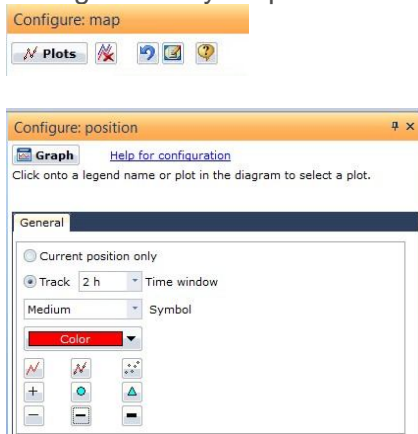 Configure: map
Plots
Configure: position
Graph Help for configuration
Click onto a legend name or plot in the diagram to select a plot.
General
Current position only
Track 2 h Time window
Medium Symbol
Color